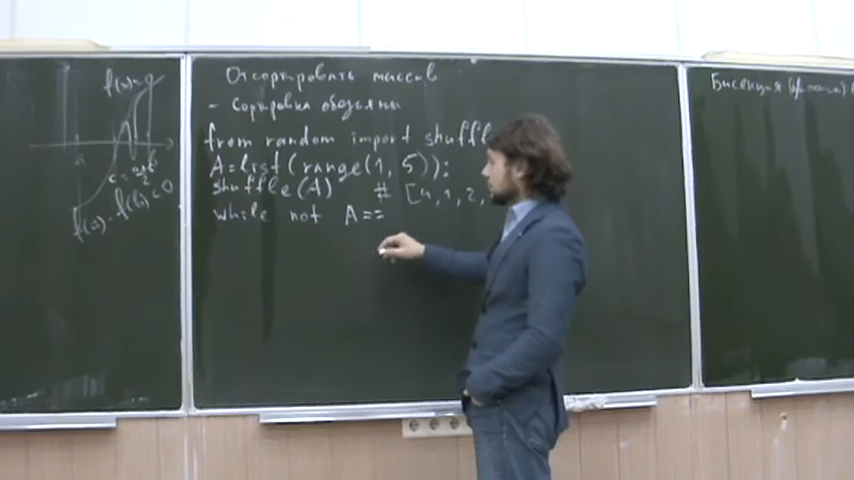 f(x)=0
a
b
c = a+b/2
f(a)·f(b)<0
Отсортировать массив
- Сортировка обезьяны
from random import shuffl
A=list(range(1, 5)):
shuffle(A) # [4, 1, 2,
while not A==
Бисекция